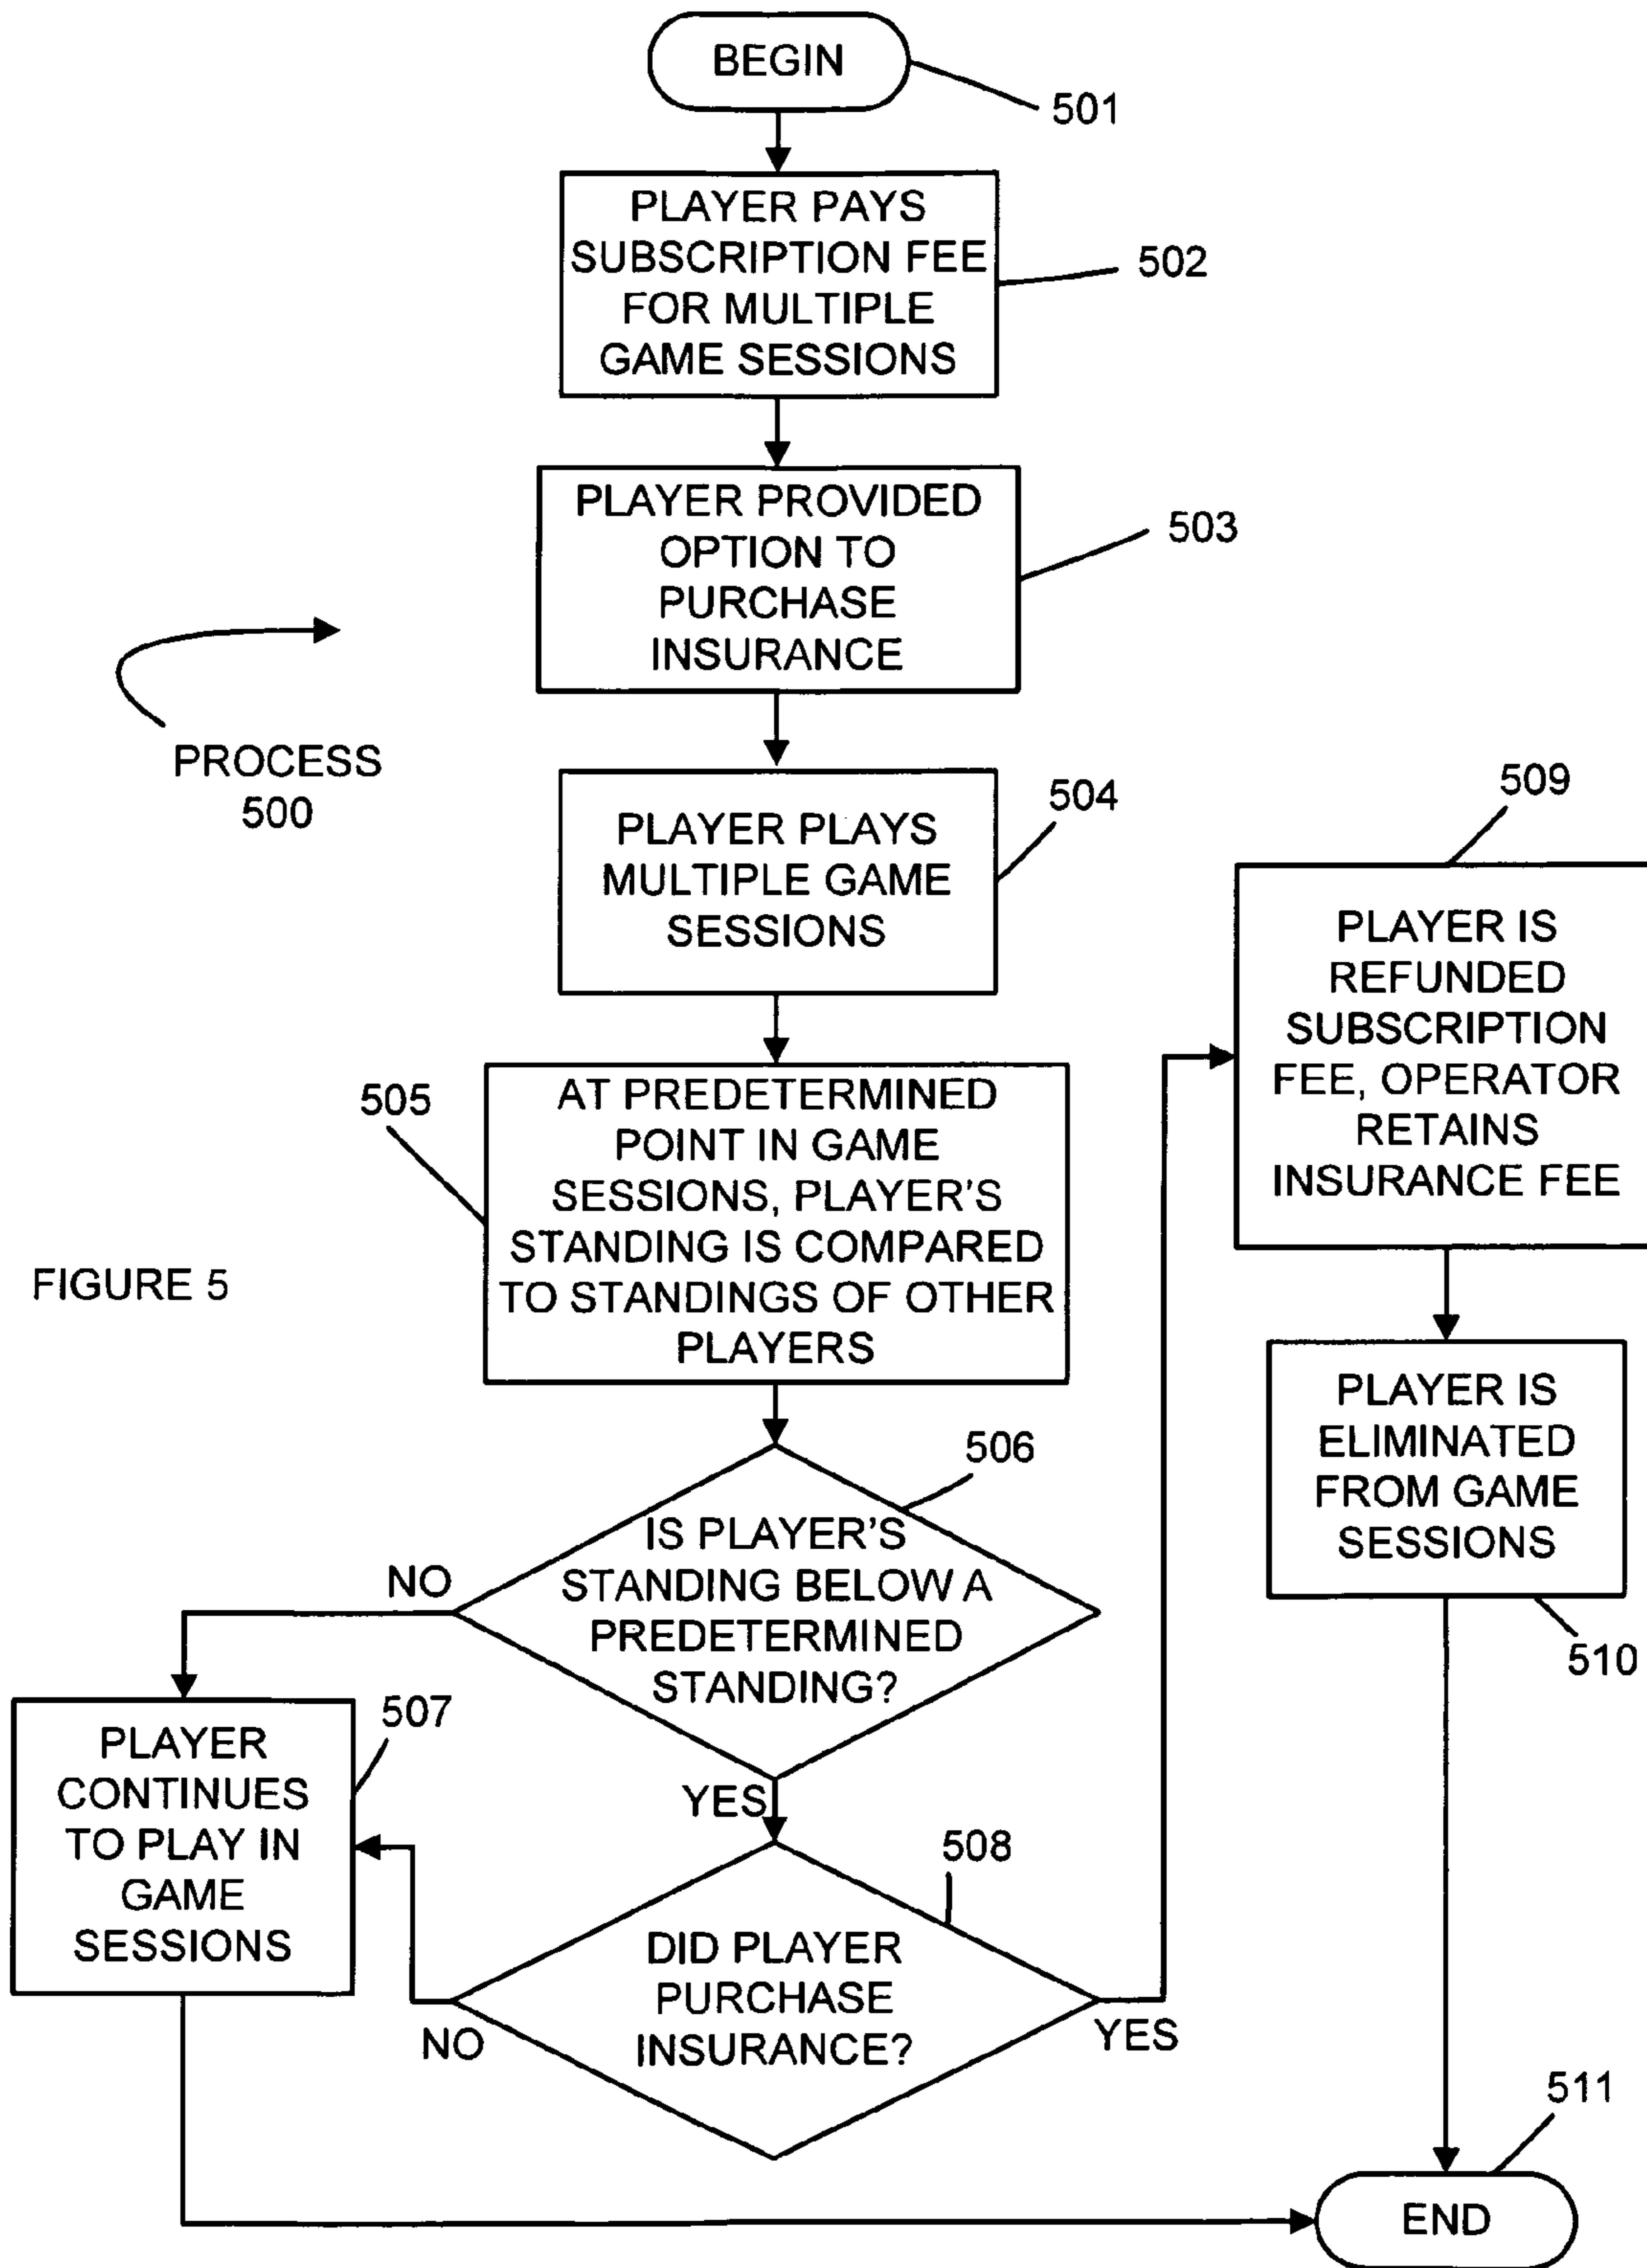 BEGIN
501
PLAYER PAYS
SUBSCRIPTION FEE
FOR MULTIPLE
GAME SESSIONS
502
PLAYER PROVIDED
OPTION TO
PURCHASE
INSURANCE
503
PROCESS
500
PLAYER PLAYS
MULTIPLE GAME
SESSIONS
504
AT PREDETERMINED
POINT IN GAME
SESSIONS, PLAYER'S
STANDING IS COMPARED
TO STANDINGS OF OTHER
PLAYERS
505
FIGURE 5
IS PLAYER'S
STANDING BELOW A
PREDETERMINED
STANDING?
506
NO
YES
PLAYER
CONTINUES
TO PLAY IN
GAME
SESSIONS
507
DID PLAYER
PURCHASE
INSURANCE?
508
NO
YES
509
PLAYER IS
REFUNDED
SUBSCRIPTION
FEE, OPERATOR
RETAINS
INSURANCE FEE
PLAYER IS
ELIMINATED
FROM GAME
SESSIONS
510
511
END